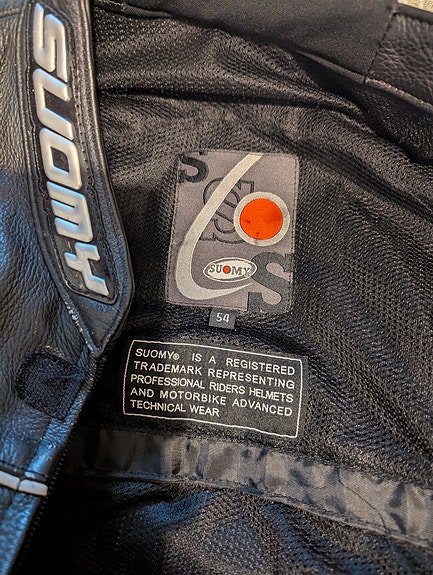 SUOMY
S
S
SUOMY
S
54
SUOMY® IS A REGISTERED
TRADEMARK REPRESENTING
PROFESSIONAL RIDERS HELMETS
AND MOTORBIKE ADVANCED
TECHNICAL WEAR